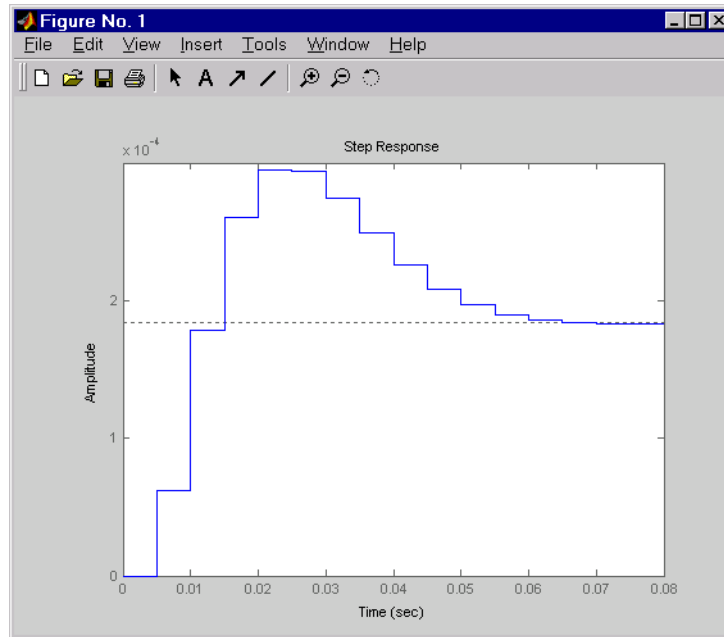 Figure No. 1
File Edit View Insert Tools Window Help
A
x 10⁻⁴
Step Response
2
1
0
Amplitude
0 0.01 0.02 0.03 0.04 0.05 0.06 0.07 0.08
Time (sec)